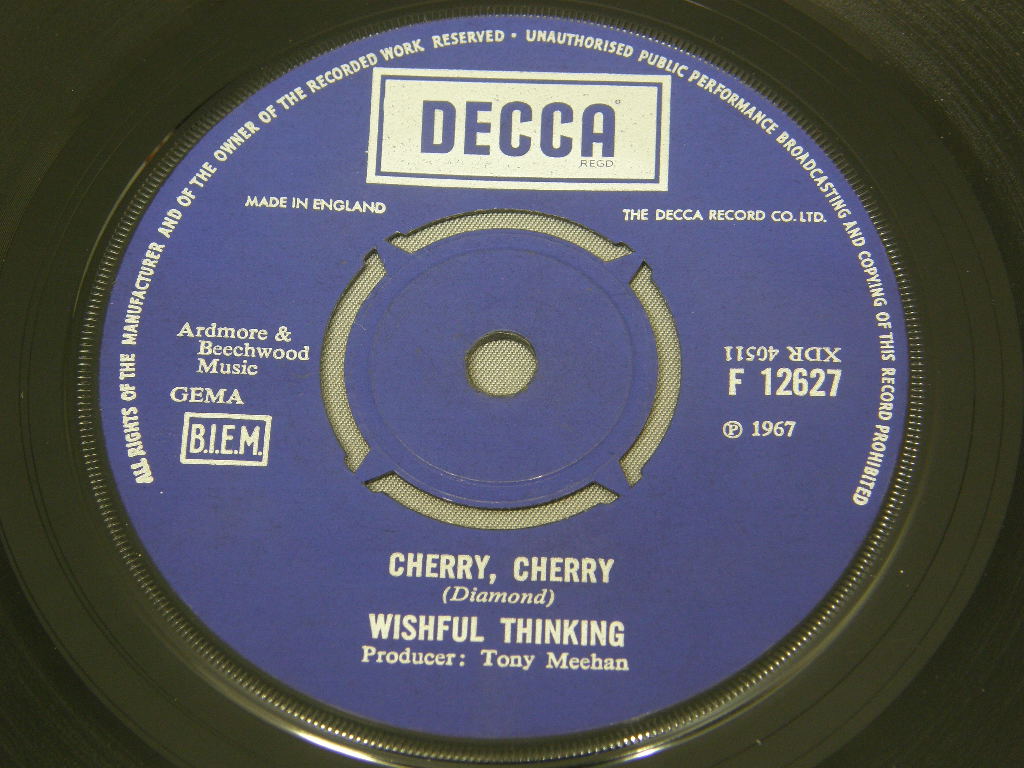 ALL RIGHTS OF THE MANUFACTURER AND OF THE OWNER OF THE RECORDED WORK RESERVED · UNAUTHORISED PUBLIC PERFORMANCE BROADCASTING AND COPYING OF THIS RECORD PROHIBITED
DECCA
REGD
MADE IN ENGLAND
THE DECCA RECORD CO. LTD.
Ardmore &
Beechwood
Music
GEMA
B.I.E.M.
XDR 40511
F 12627
℗ 1967
CHERRY, CHERRY
(Diamond)
WISHFUL THINKING
Producer: Tony Meehan